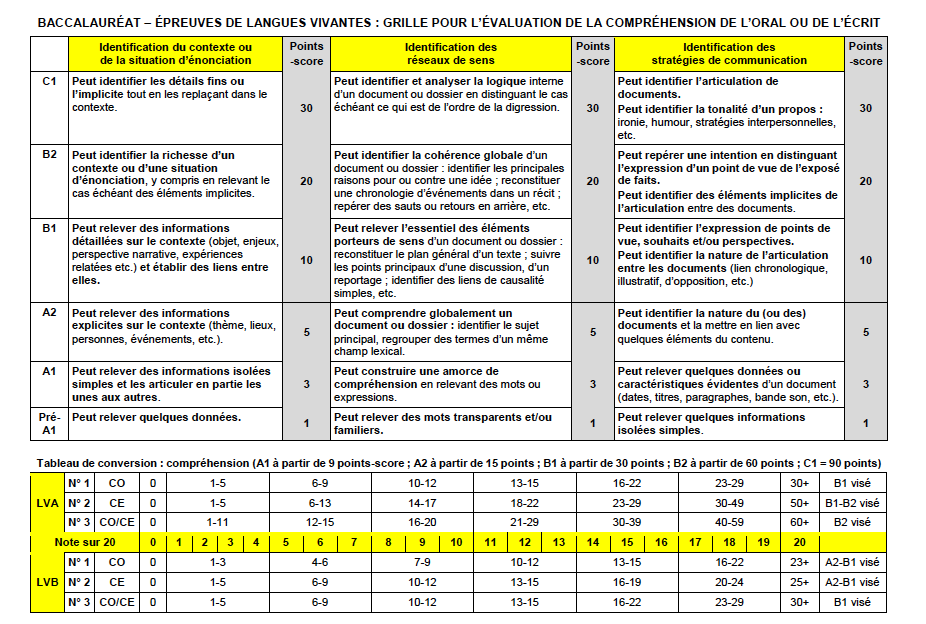 BACCALAURÉAT – ÉPREUVES DE LANGUES VIVANTES : GRILLE POUR L'ÉVALUATION DE LA COMPRÉHENSION DE L'ORAL OU DE L'ÉCRIT
Identification du contexte ou
de la situation d'énonciation
Points
-score
Identification des
réseaux de sens
Points
-score
Identification des
stratégies de communication
Points
-score
C1
Peut identifier les détails fins ou
l'implicite tout en les replaçant dans le
contexte.
30
Peut identifier et analyser la logique interne
d'un document ou dossier en distinguant le cas
échéant ce qui est de l'ordre de la digression.
30
Peut identifier l'articulation de
documents.
Peut identifier la tonalité d'un propos :
ironie, humour, stratégies interpersonnelles,
etc.
30
B2
Peut identifier la richesse d'un
contexte ou d'une situation
d'énonciation, y compris en relevant le
cas échéant des éléments implicites.
20
Peut identifier la cohérence globale d'un
document ou dossier : identifier les principales
raisons pour ou contre une idée ; reconstituer
une chronologie d'événements dans un récit ;
repérer des sauts ou retours en arrière, etc.
20
Peut repérer une intention en distinguant
l'expression d'un point de vue de l'exposé
de faits.
Peut identifier des éléments implicites de
l'articulation entre des documents.
20
B1
Peut relever des informations
détaillées sur le contexte (objet, enjeux,
perspective narrative, expériences
relatées etc.) et établir des liens entre
elles.
10
Peut relever l'essentiel des éléments
porteurs de sens d'un document ou dossier :
reconstituer le plan général d'un texte ; suivre
les points principaux d'une discussion, d'un
reportage ; identifier des liens de causalité
simples, etc.
10
Peut identifier l'expression de points de
vue, souhaits et/ou perspectives.
Peut identifier la nature de l'articulation
entre les documents (lien chronologique,
illustratif, d'opposition, etc.)
10
A2
Peut relever des informations
explicites sur le contexte (thème, lieux,
personnes, événements, etc.).
5
Peut comprendre globalement un
document ou dossier : identifier le sujet
principal, regrouper des termes d'un même
champ lexical.
5
Peut identifier la nature du (ou des)
documents et la mettre en lien avec
quelques éléments du contenu.
5
A1
Peut relever des informations isolées
simples et les articuler en partie les
unes aux autres.
3
Peut construire une amorce de
compréhension en relevant des mots ou
expressions.
3
Peut relever quelques données ou
caractéristiques évidentes d'un document
(dates, titres, paragraphes, bande son, etc.).
3
Pré-
A1
Peut relever quelques données.
1
Peut relever des mots transparents et/ou
familiers.
1
Peut relever quelques informations
isolées simples.
1
Tableau de conversion : compréhension (A1 à partir de 9 points-score ; A2 à partir de 15 points ; B1 à partir de 30 points ; B2 à partir de 60 points ; C1 = 90 points)
LVA
N° 1 CO 0 1-5 6-9 10-12 13-15 16-22 23-29 30+ B1 visé
N° 2 CE 0 1-5 6-13 14-17 18-22 23-29 30-49 50+ B1-B2 visé
N° 3 CO/CE 0 1-11 12-15 16-20 21-29 30-39 40-59 60+ B2 visé
Note sur 20 0 1 2 3 4 5 6 7 8 9 10 11 12 13 14 15 16 17 18 19 20
LVB
N° 1 CO 0 1-3 4-6 7-9 10-12 13-15 16-22 23+ A2-B1 visé
N° 2 CE 0 1-5 6-9 10-12 13-15 16-19 20-24 25+ A2-B1 visé
N° 3 CO/CE 0 1-5 6-9 10-12 13-15 16-22 23-29 30+ B1 visé